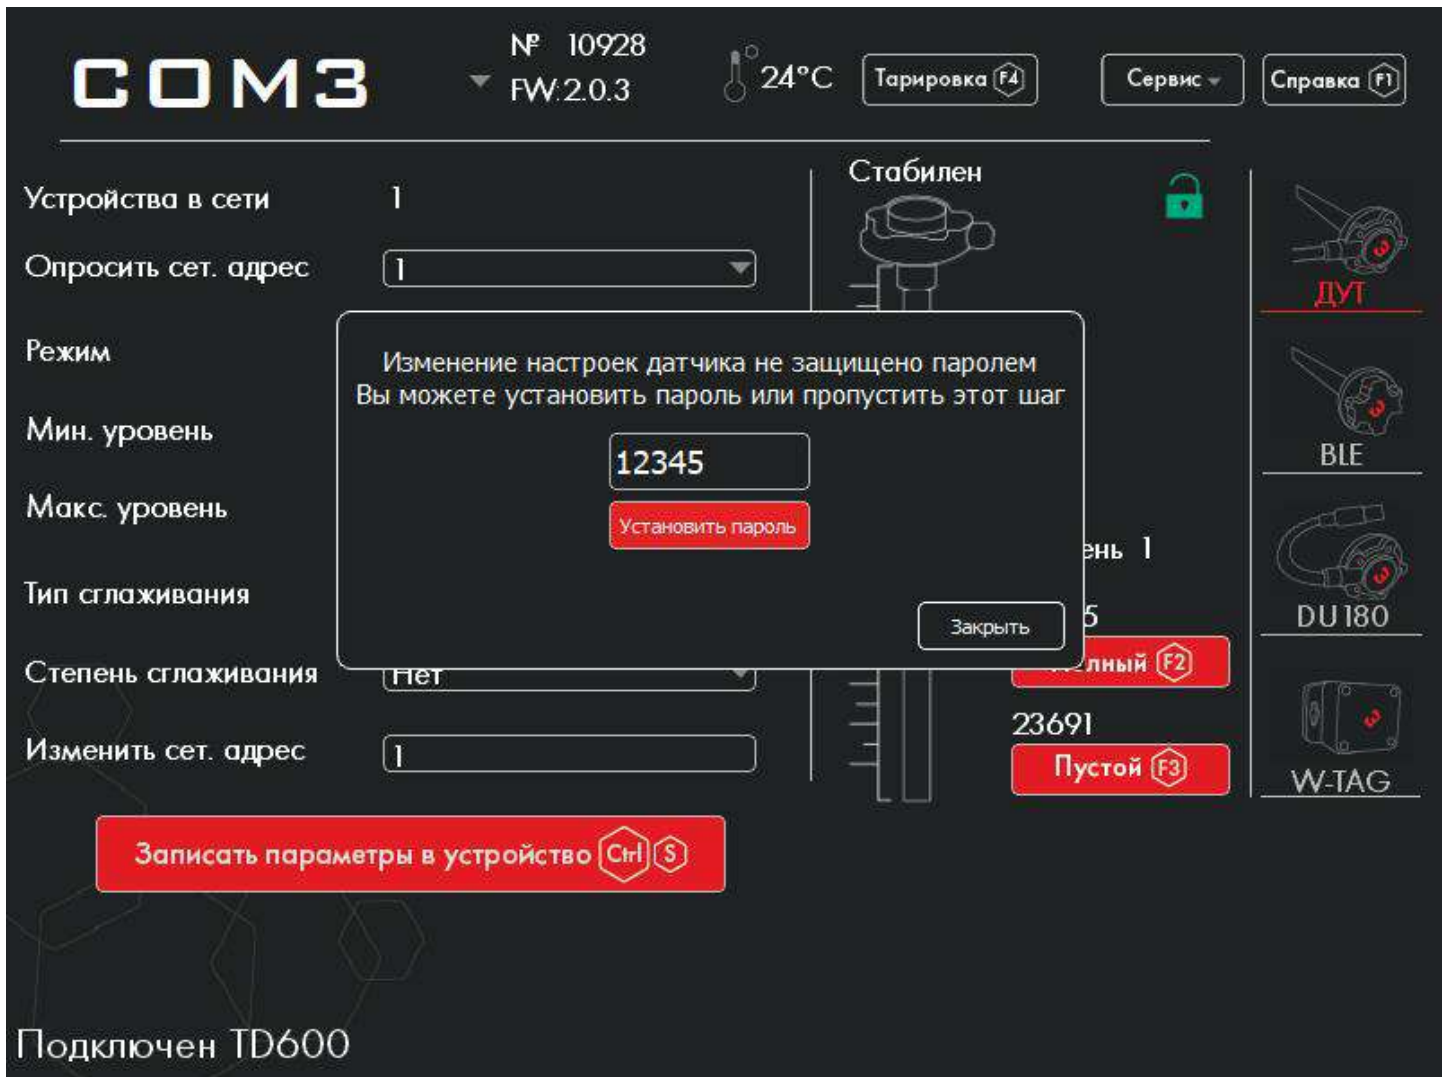 COM3
№ 10928
FW:2.0.3
24°C
Тарировка F4
Сервис
Справка F1
Устройства в сети 1
Опросить сет. адрес 1
Режим
Мин. уровень
Макс. уровень
Тип сглаживания
Степень сглаживания Нет
Изменить сет. адрес 1
Записать параметры в устройство Ctrl S
Стабилен
Изменение настроек датчика не защищено паролем
Вы можете установить пароль или пропустить этот шаг
12345
Установить пароль
Закрыть
ень 1
5
лный F2
23691
Пустой F3
ДУТ
BLE
DU180
W-TAG
Подключен TD600